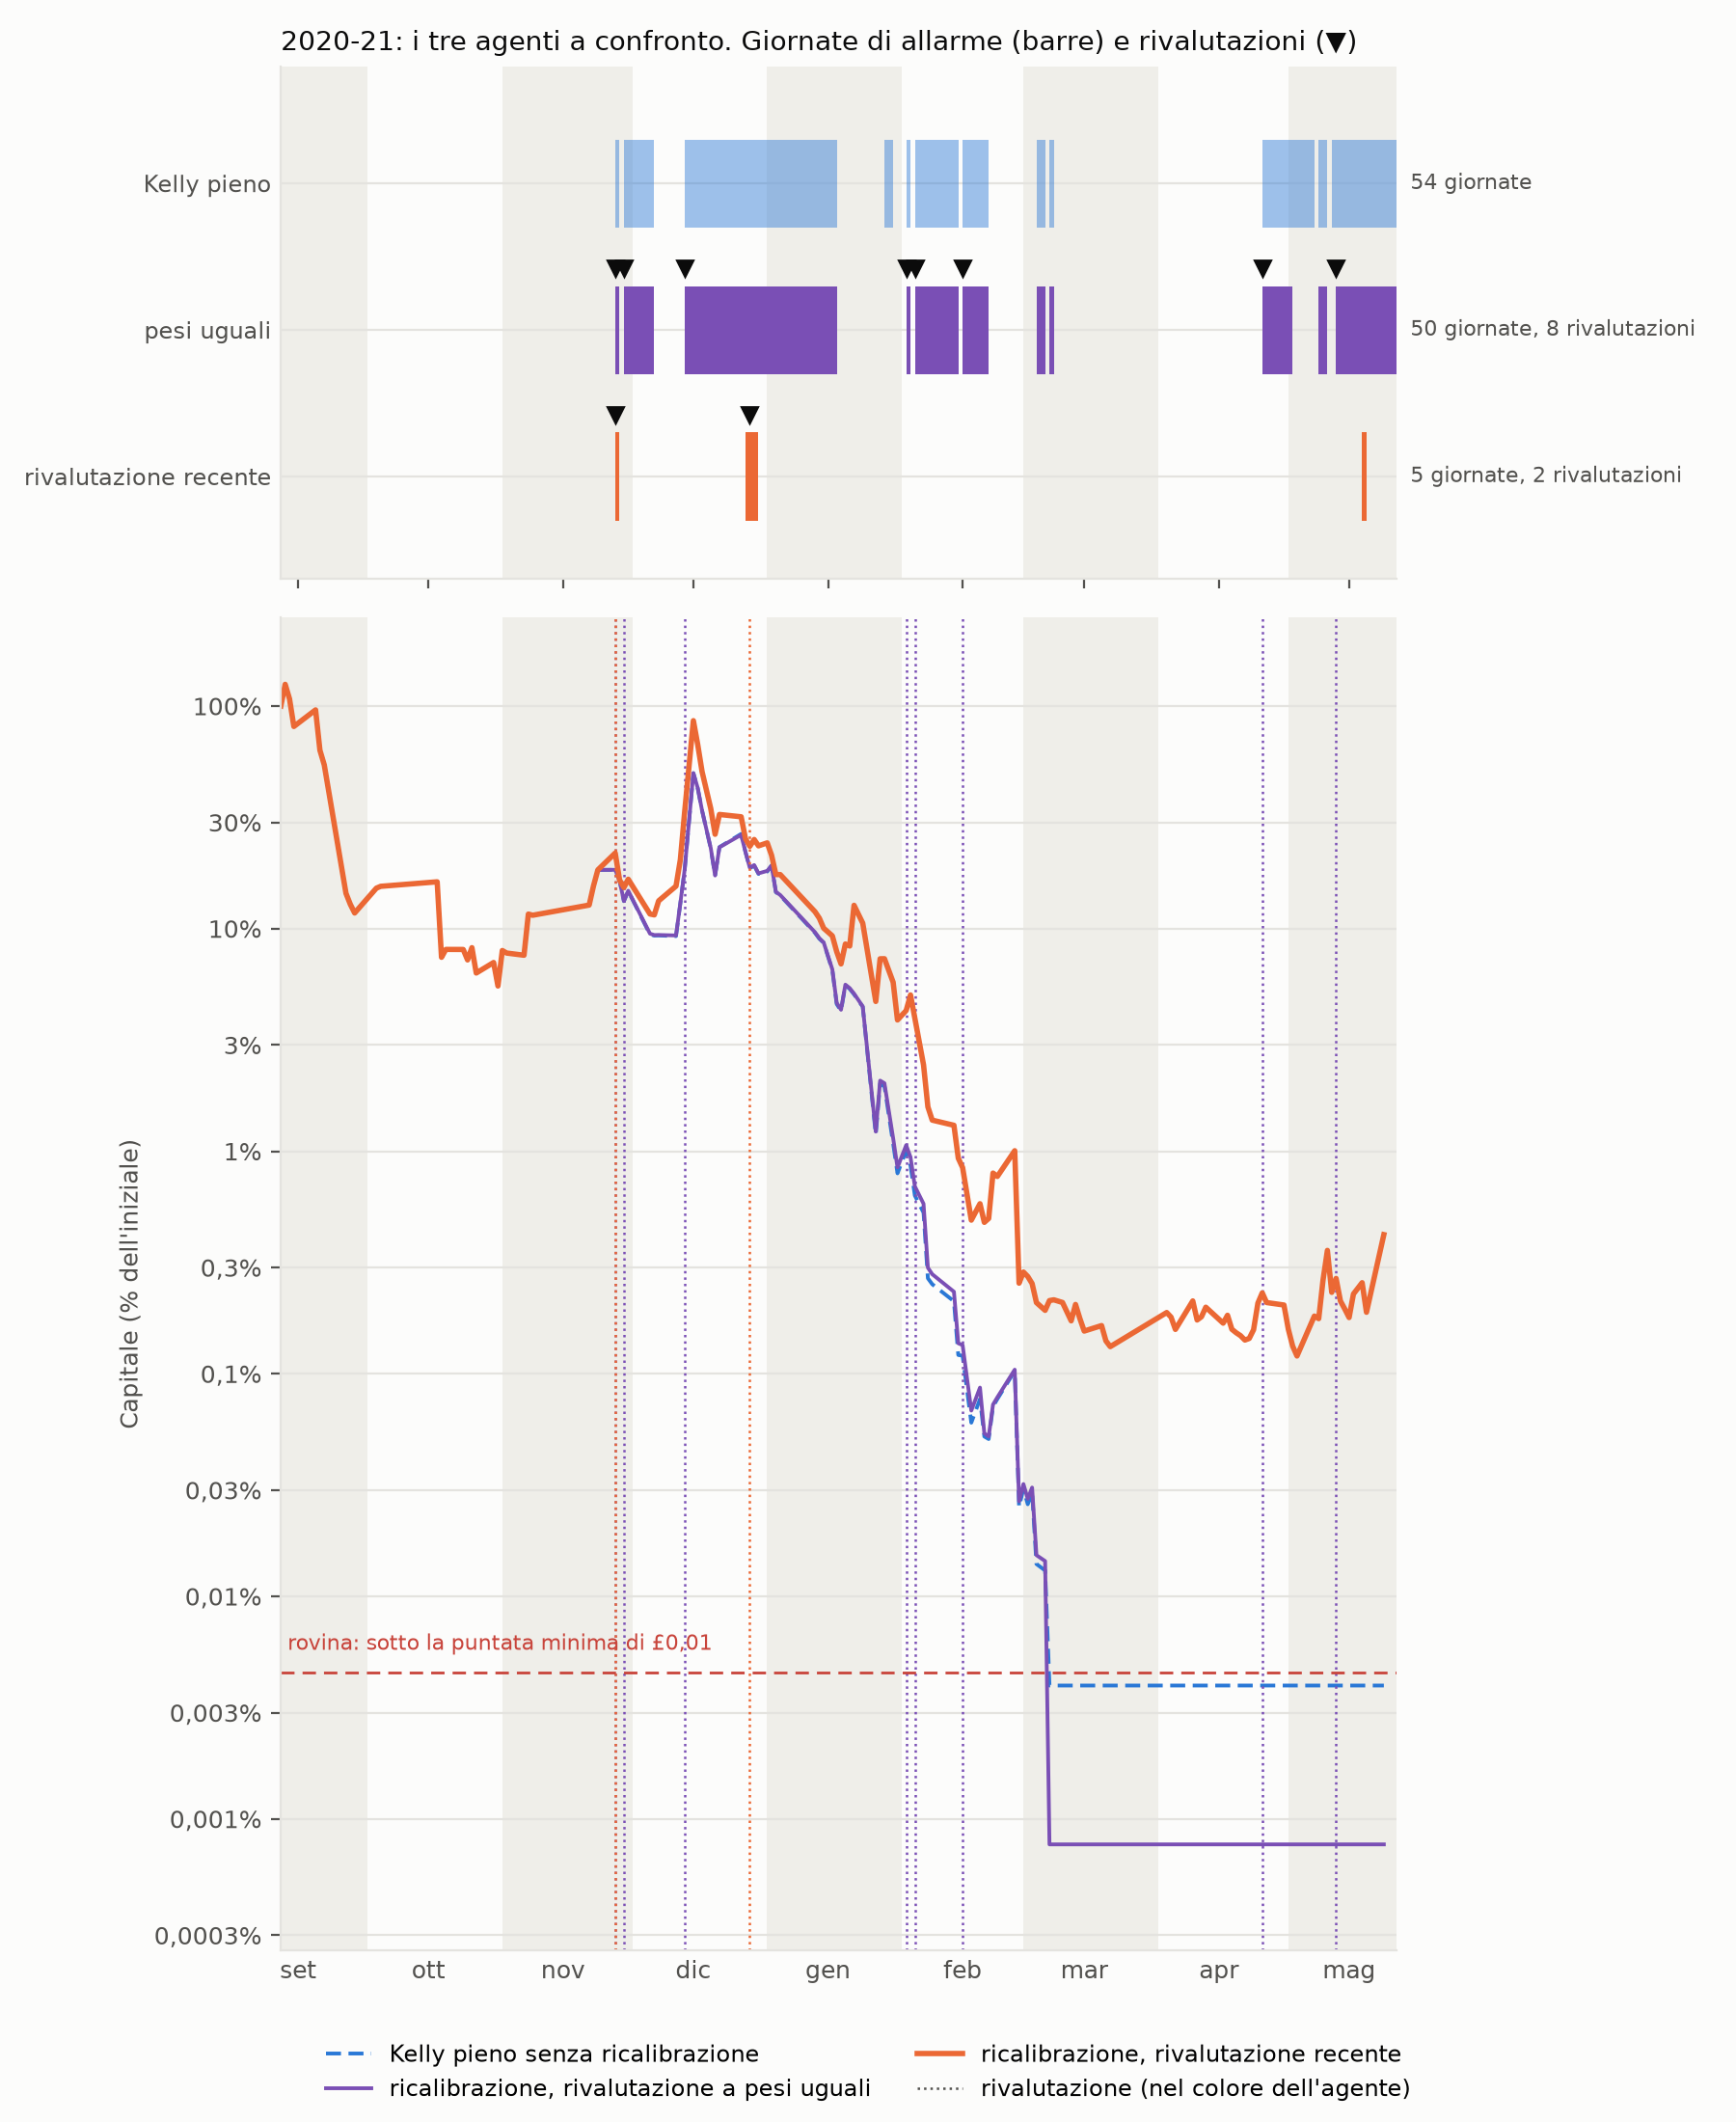 2020-21: i tre agenti a confronto. Giornate di allarme (barre) e rivalutazioni (▼)
Kelly pieno
54 giornate
pesi uguali
50 giornate, 8 rivalutazioni
rivalutazione recente
5 giornate, 2 rivalutazioni
Capitale (% dell'iniziale)
100%
30%
10%
3%
1%
0,3%
0,1%
0,03%
0,01%
rovina: sotto la puntata minima di £0,01
0,003%
0,001%
0,0003%
set ott nov dic gen feb mar apr mag
Kelly pieno senza ricalibrazione
ricalibrazione, rivalutazione a pesi uguali
ricalibrazione, rivalutazione recente
rivalutazione (nel colore dell'agente)